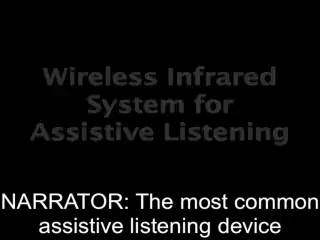 Wireless Infrared
System for
Assistive Listening
NARRATOR: The most common
assistive listening device